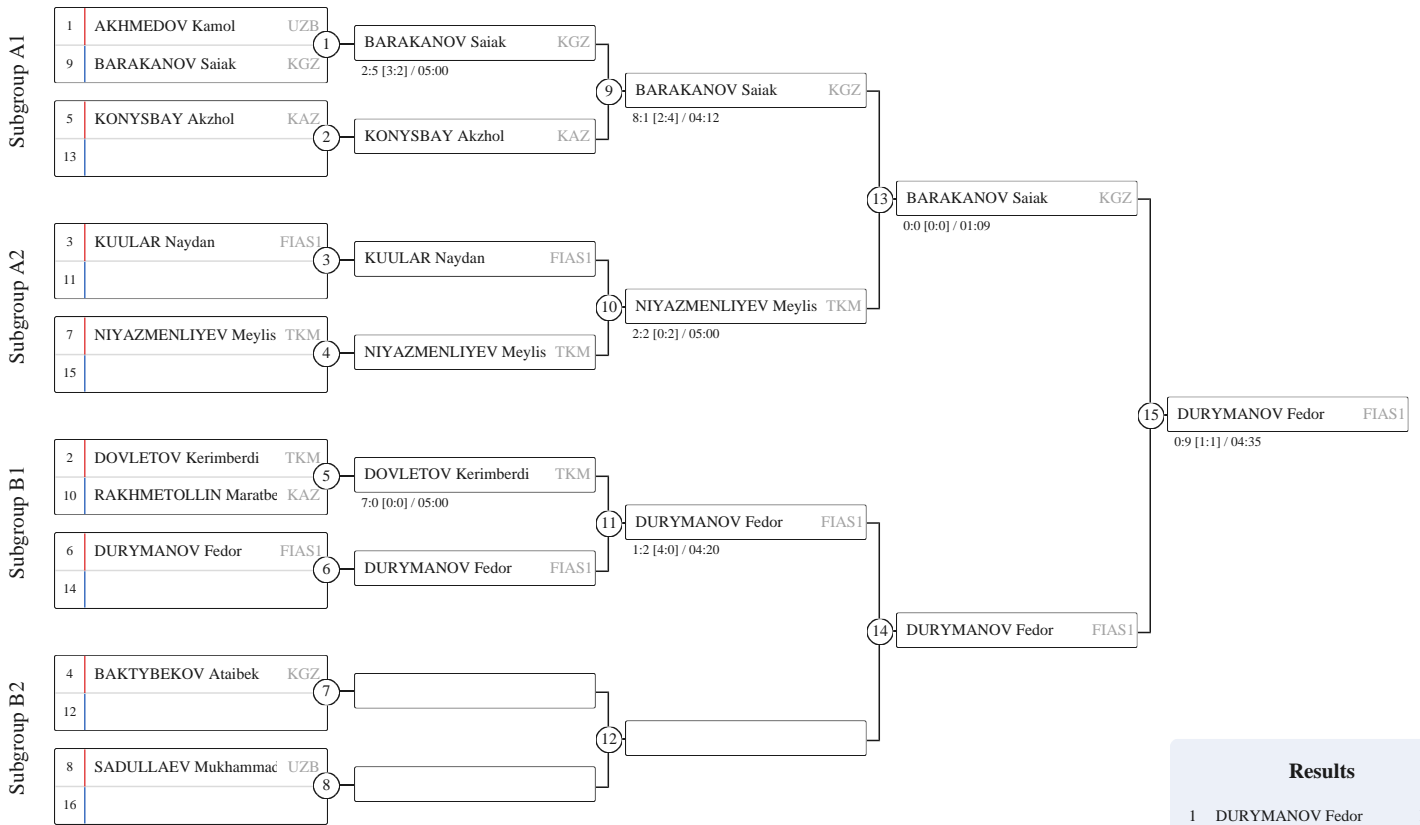 Subgroup A1
1 AKHMEDOV Kamol UZB
9 BARAKANOV Saiak KGZ
1
5 KONYSBAY Akzhol KAZ
13
2
BARAKANOV Saiak KGZ
2:5 [3:2] / 05:00
KONYSBAY Akzhol KAZ
9
BARAKANOV Saiak KGZ
8:1 [2:4] / 04:12
Subgroup A2
3 KUULAR Naydan FIAS1
11
3
7 NIYAZMENLIYEV Meylis TKM
15
4
KUULAR Naydan FIAS1
NIYAZMENLIYEV Meylis TKM
10
NIYAZMENLIYEV Meylis TKM
2:2 [0:2] / 05:00
13
BARAKANOV Saiak KGZ
0:0 [0:0] / 01:09
Subgroup B1
2 DOVLETOV Kerimberdi TKM
10 RAKHMETOLLIN Maratbe KAZ
5
6 DURYMANOV Fedor FIAS1
14
6
DOVLETOV Kerimberdi TKM
7:0 [0:0] / 05:00
DURYMANOV Fedor FIAS1
11
DURYMANOV Fedor FIAS1
1:2 [4:0] / 04:20
Subgroup B2
4 BAKTYBEKOV Ataibek KGZ
12
7
8 SADULLAEV Mukhammad UZB
16
8
12
14
DURYMANOV Fedor FIAS1
15
DURYMANOV Fedor FIAS1
0:9 [1:1] / 04:35
Results
1 DURYMANOV Fedor